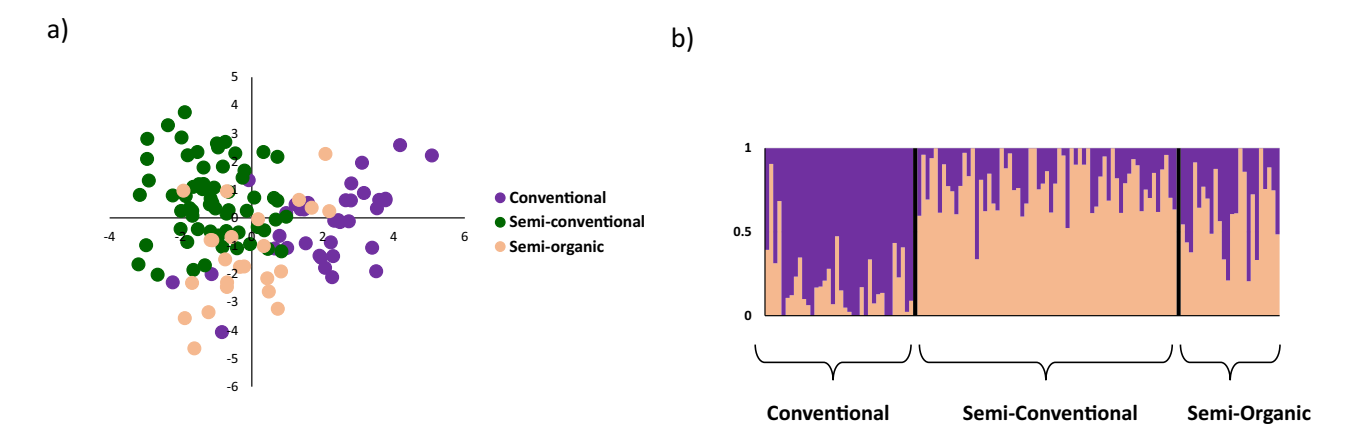 a)
5
4
3
2
1
0
-4
-2
0
2
4
6
-1
-2
-3
-4
-5
-6
Conventional
Semi-conventional
Semi-organic
b)
1
0.5
0
Conventional
Semi-Conventional
Semi-Organic